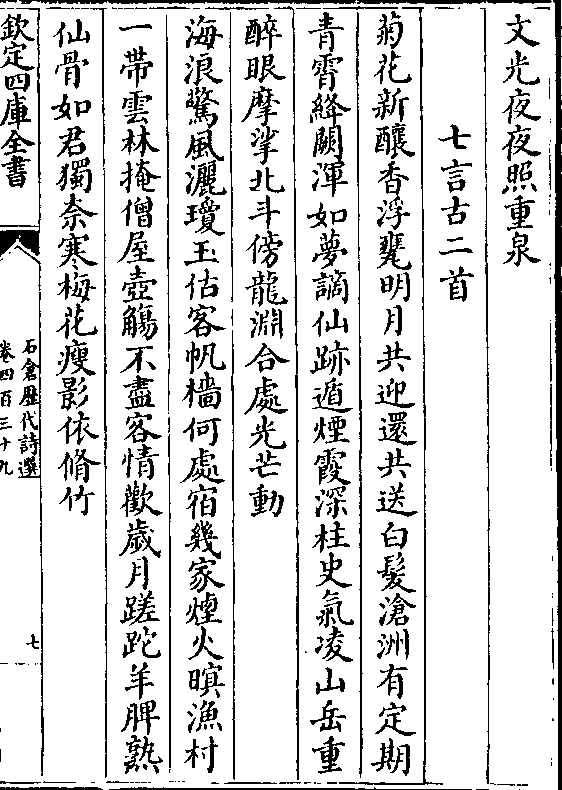 文光夜夜照重泉
七言古二首
菊花新釀香浮甕明月共迎還共送白髮滄洲有定期
青霄絳闕渾如夢謫仙跡遁煙霞深柱史氣凌山岳重
醉眼摩挲北斗傍龍淵合處光芒動
海浪驚風灑瓊玉估客帆檣何處宿幾家煙火暝漁村
一帶雲林掩僧屋壺觴不盡客情歡歲月蹉跎羊脾熟
仙骨如君獨奈寒梅花瘦影依脩竹
欽定四庫全書
石倉歷代詩選
卷四百三十九
七